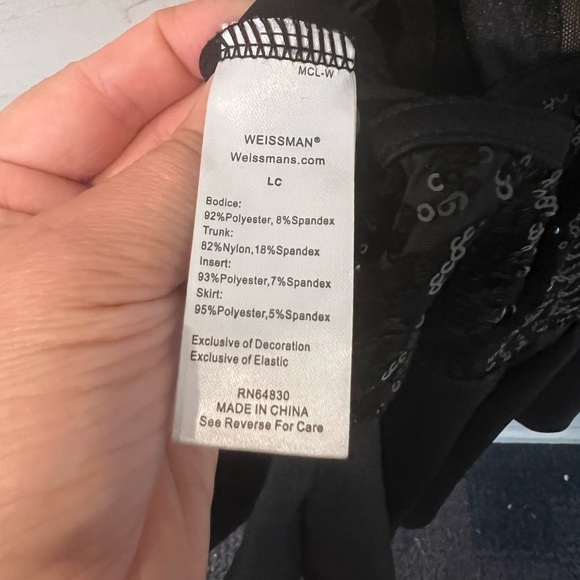 MCL-W
WEISSMAN®
Weissmans.com
LC
Bodice:
92%Polyester, 8%Spandex
Trunk:
82%Nylon,18%Spandex
Insert:
93%Polyester,7%Spandex
Skirt:
95%Polyester,5%Spandex
Exclusive of Decoration
Exclusive of Elastic
RN64830
MADE IN CHINA
See Reverse For Care